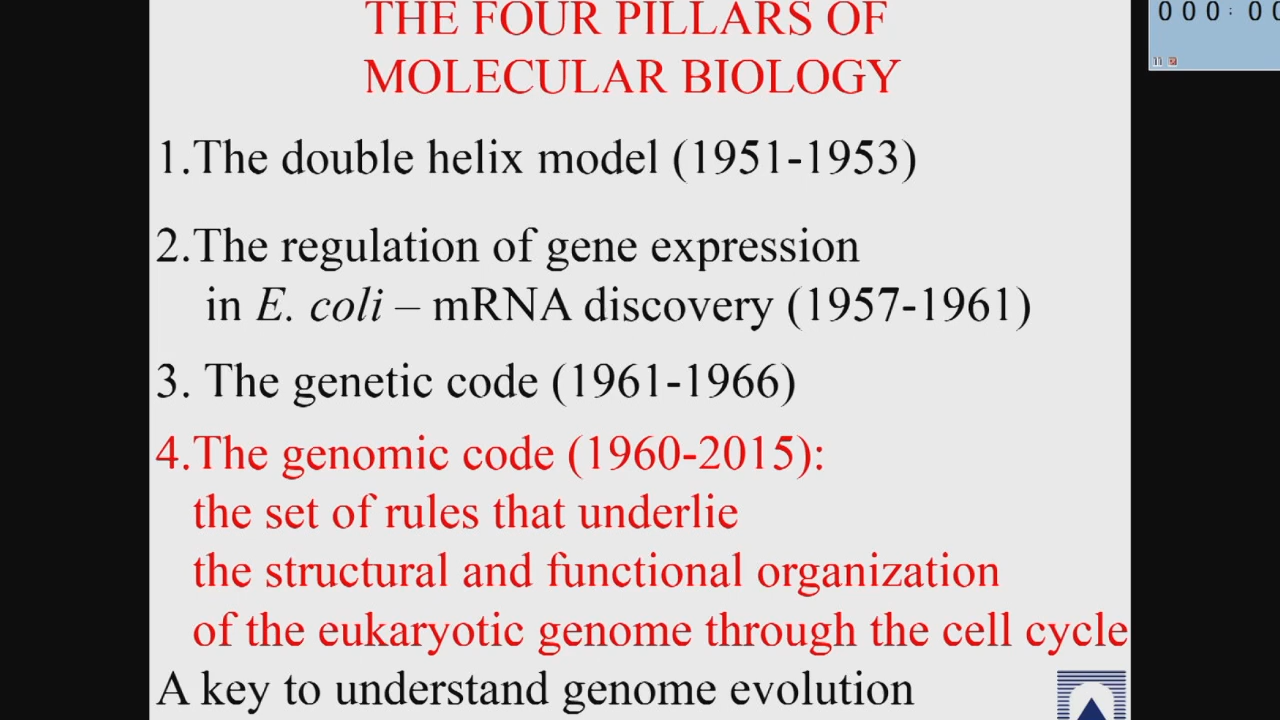 THE FOUR PILLARS OF
MOLECULAR BIOLOGY
1.The double helix model (1951-1953)
2.The regulation of gene expression
in E. coli – mRNA discovery (1957-1961)
3. The genetic code (1961-1966)
4.The genomic code (1960-2015):
the set of rules that underlie
the structural and functional organization
of the eukaryotic genome through the cell cycle
A key to understand genome evolution
000:00